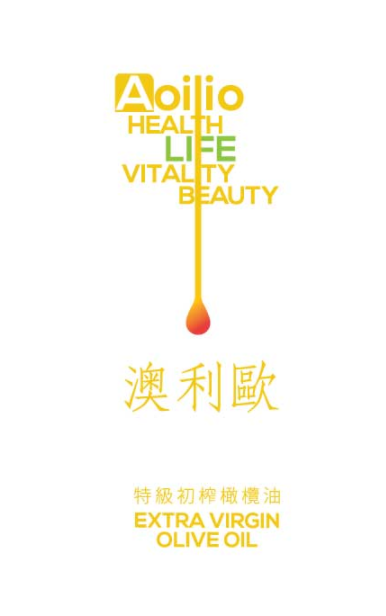 Aoilio
HEALTH
LIFE
VITALITY
BEAUTY
澳利歐
特級初榨橄欖油
EXTRA VIRGIN
OLIVE OIL